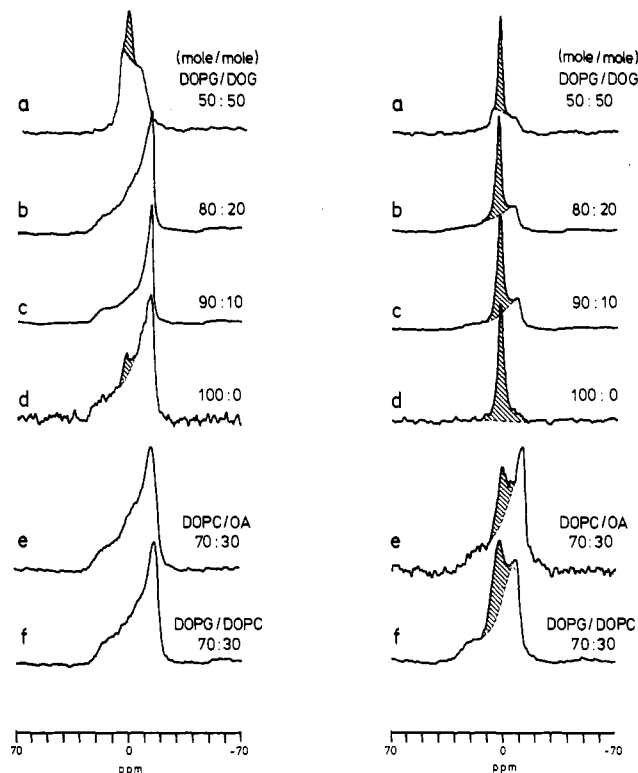 (mole/mole)
DOPG/DOG
a
50:50
b
80:20
c
90:10
d
100:0
e
DOPC/OA
70:30
f
DOPG/DOPC
70:30
70
0
-70
ppm
(mole/mole)
DOPG/DOG
a
50:50
b
80:20
c
90:10
d
100:0
e
DOPC/OA
70:30
f
DOPG/DOPC
70:30
70
0
-70
ppm